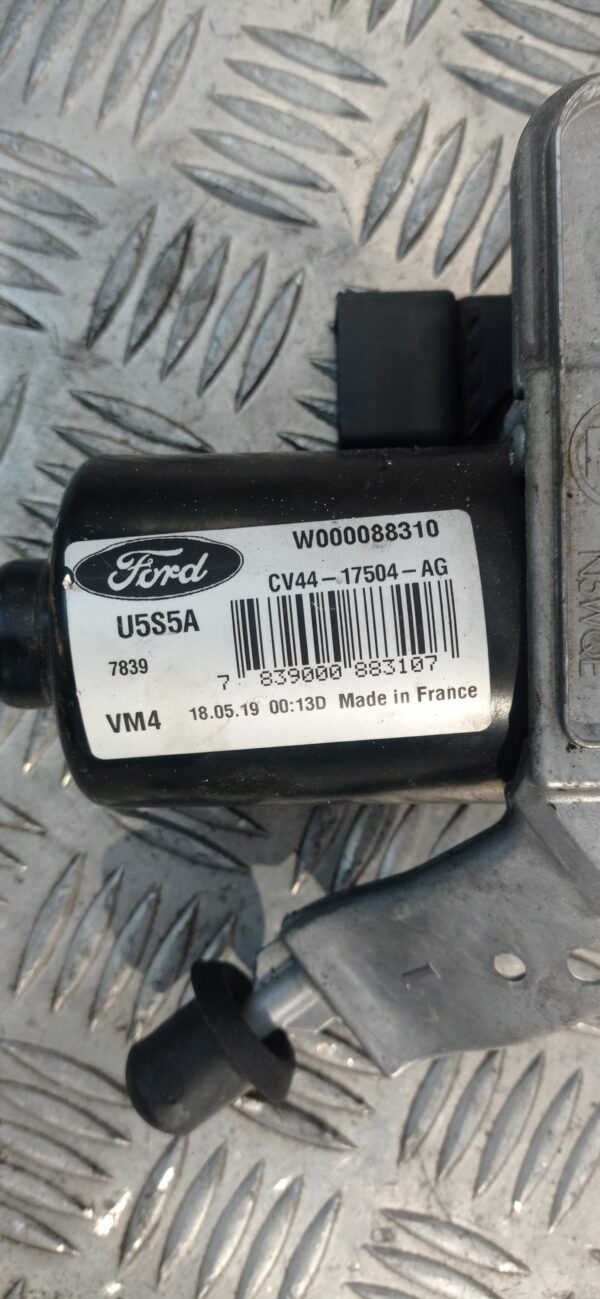 W000088310
Ford
CV44-17504-AG
U5S5A
7839
7 839000 883107
VM4 18.05.19 00:13D Made in France
N5WQE